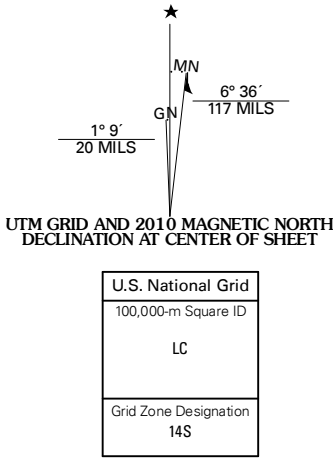 MN
6° 36´
117 MILS
GN
1° 9´
20 MILS
UTM GRID AND 2010 MAGNETIC NORTH
DECLINATION AT CENTER OF SHEET
U.S. National Grid
100,000-m Square ID
LC
Grid Zone Designation
14S